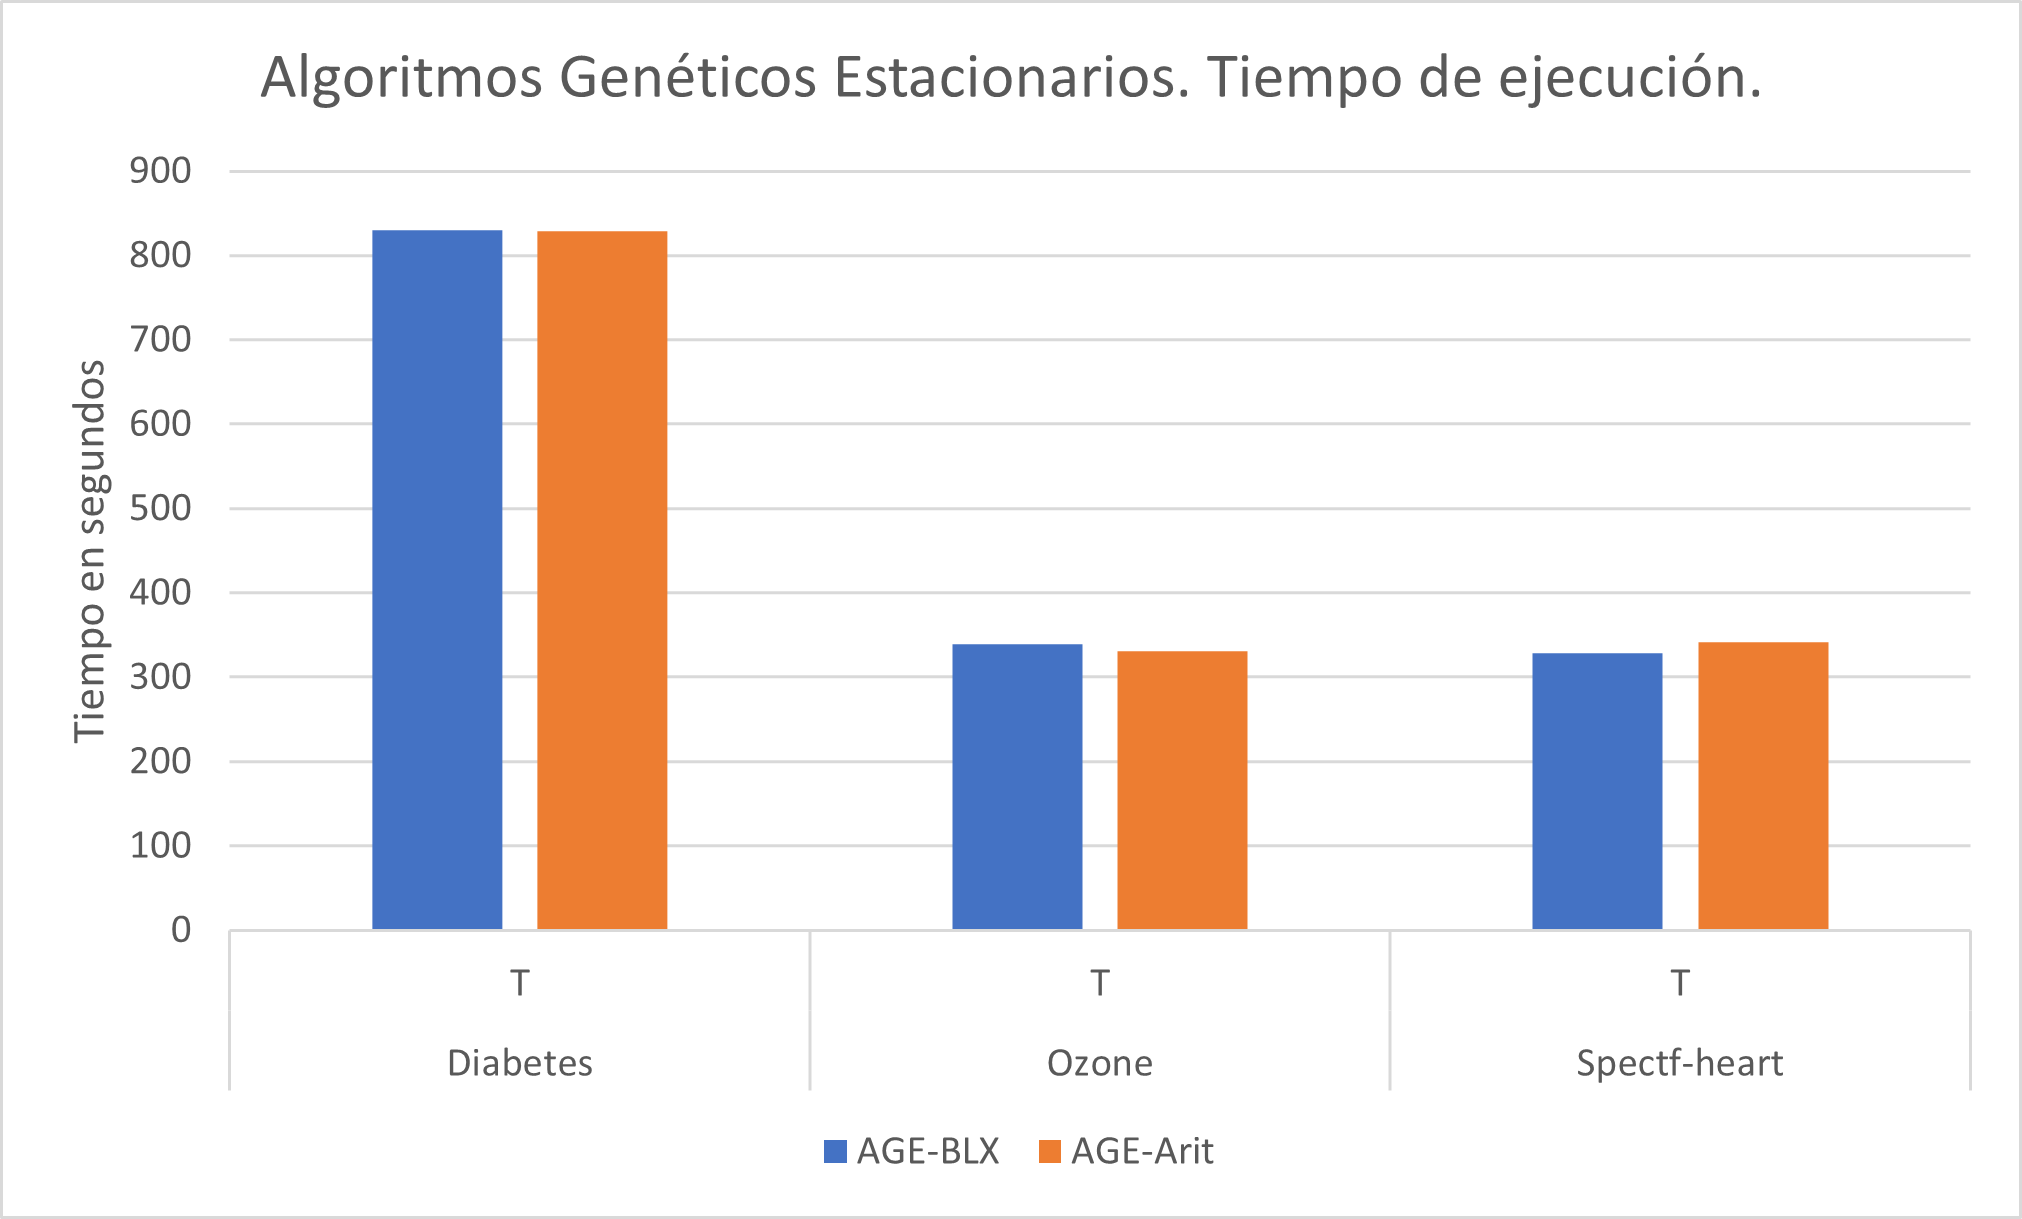 Algoritmos Genéticos Estacionarios. Tiempo de ejecución.
Tiempo en segundos
900
800
700
600
500
400
300
200
100
0
T
T
T
Diabetes
Ozone
Spectf-heart
AGE-BLX
AGE-Arit